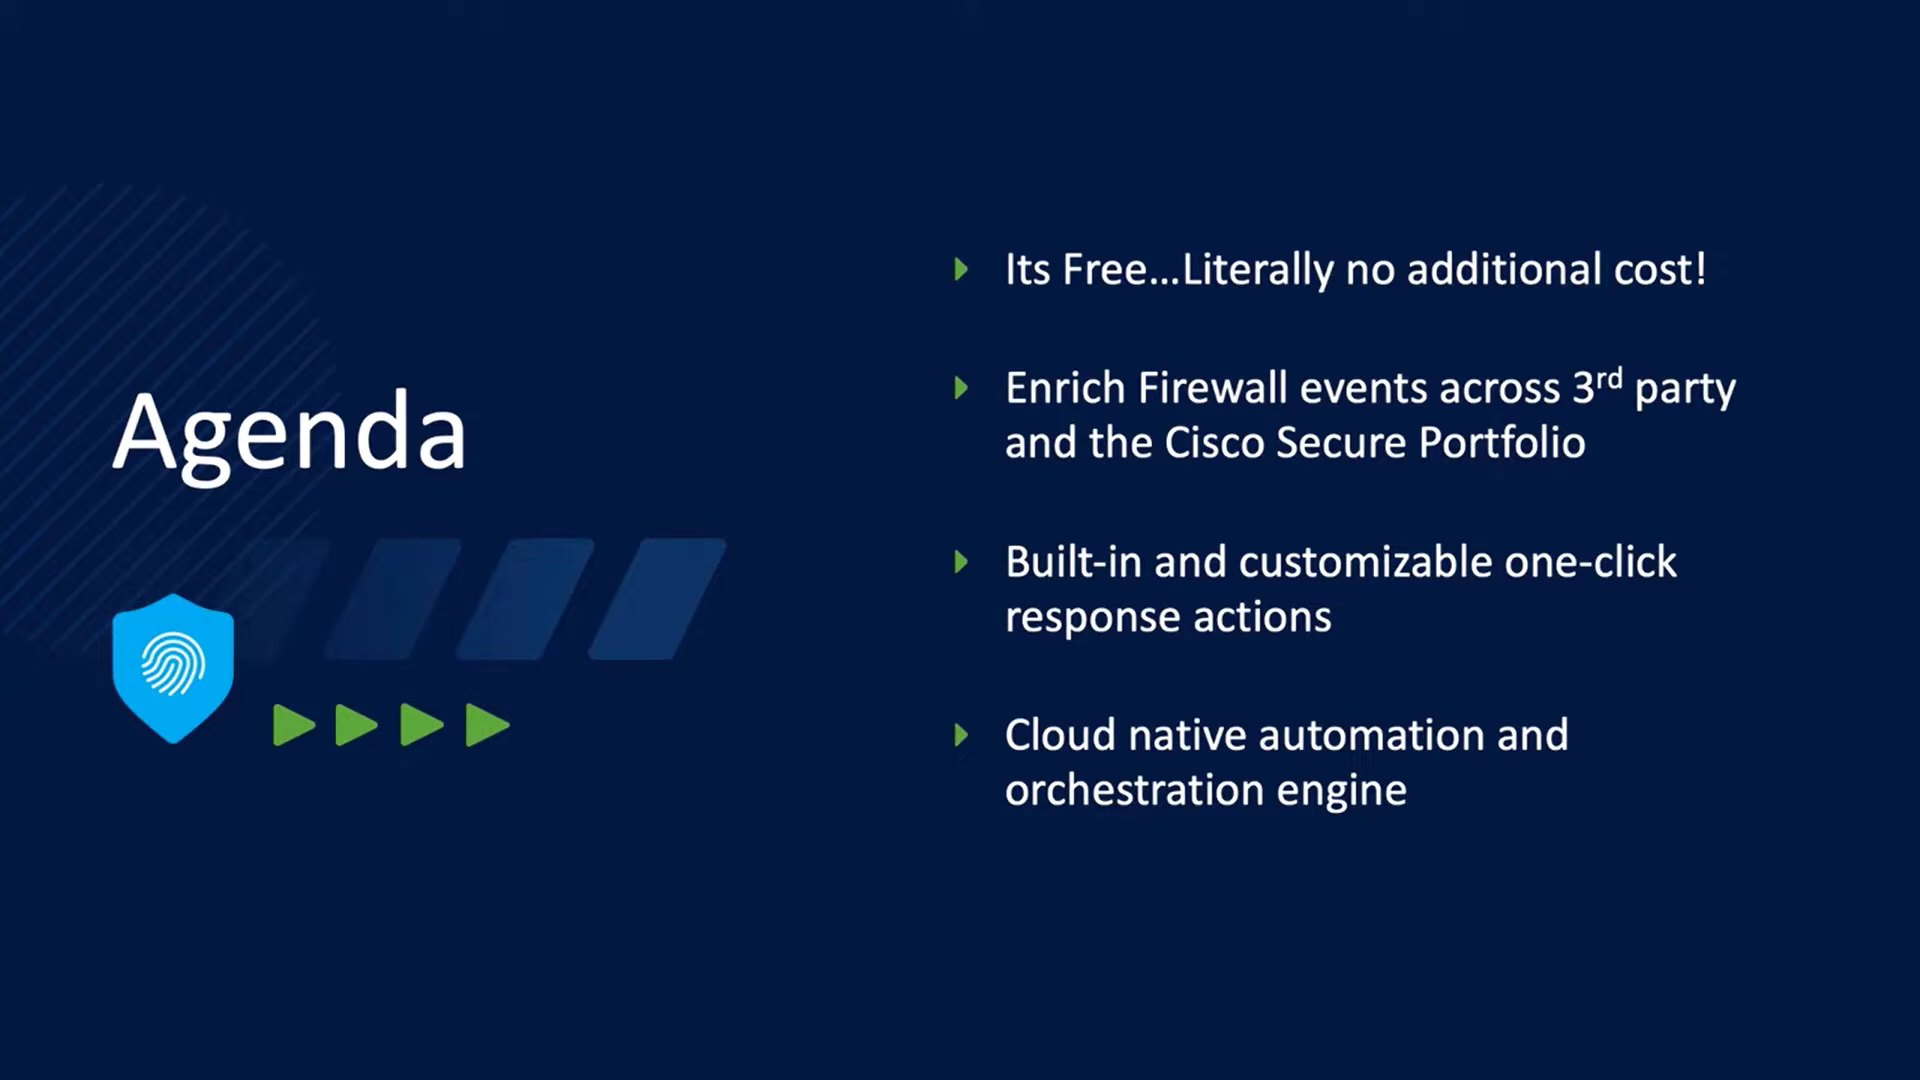 Agenda
Its Free...Literally no additional cost!
Enrich Firewall events across 3rd party
and the Cisco Secure Portfolio
Built-in and customizable one-click
response actions
Cloud native automation and
orchestration engine